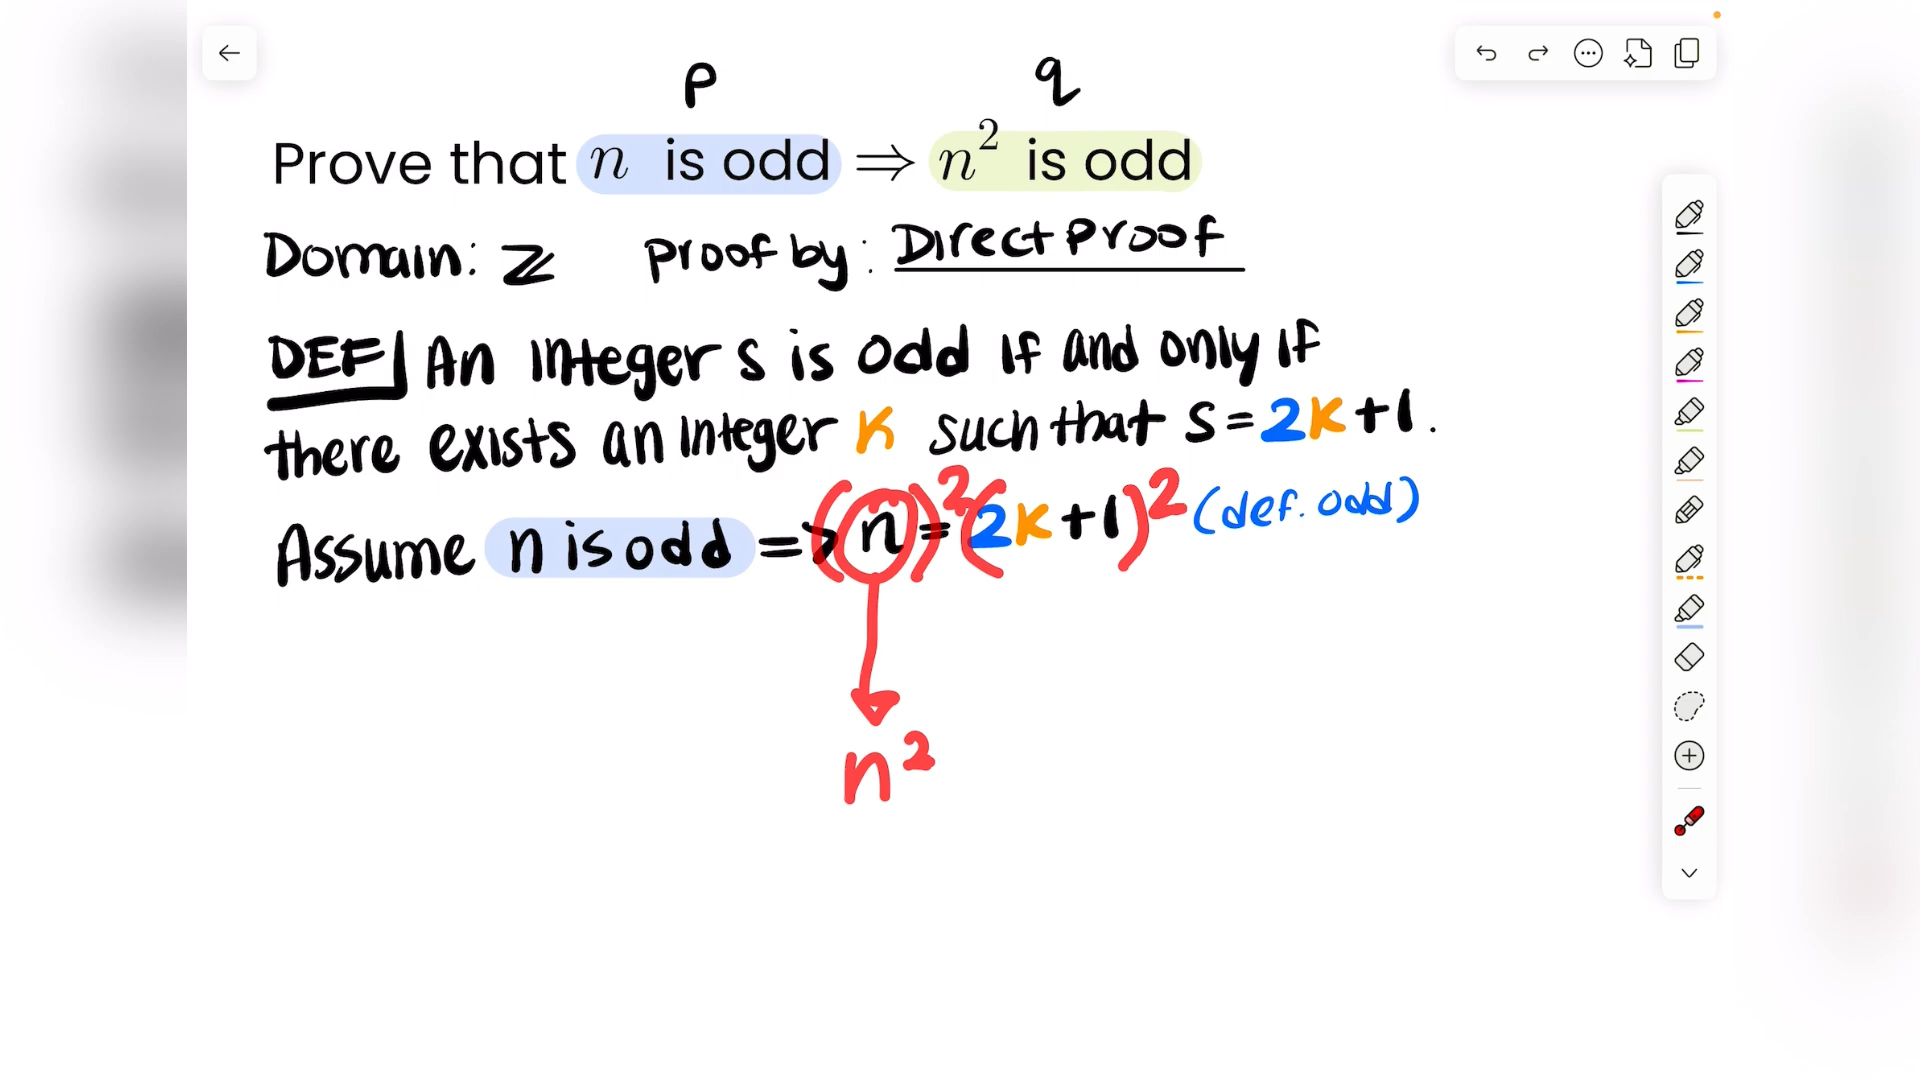 p q
Prove that n is odd ⟹ n² is odd
Domain: ℤ Proof by: Direct Proof
DEF An integer s is odd if and only if
there exists an integer K such that s = 2K+1.
Assume n is odd => (n)² = (2K+1)² (def. odd)
n²